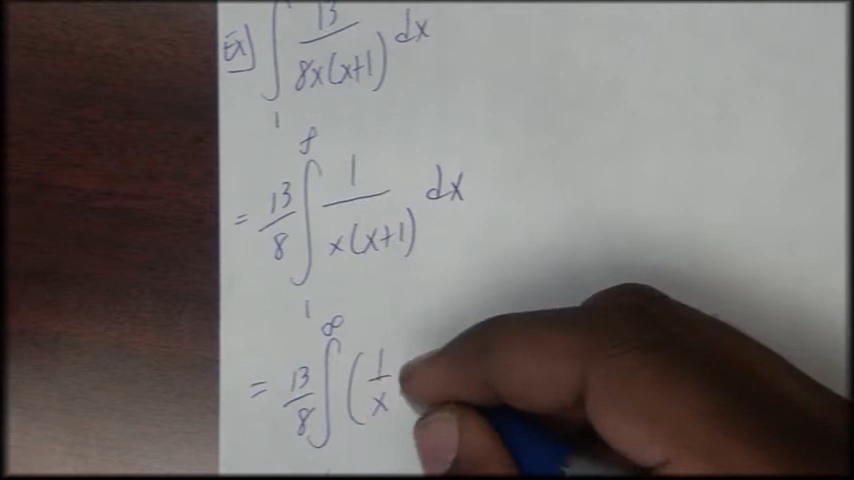 Ex] ∫₁ 13/8x(x+1) dx
= 13/8 ∫₁^∞ 1/x(x+1) dx
= 13/8 ∫^∞ (1/x